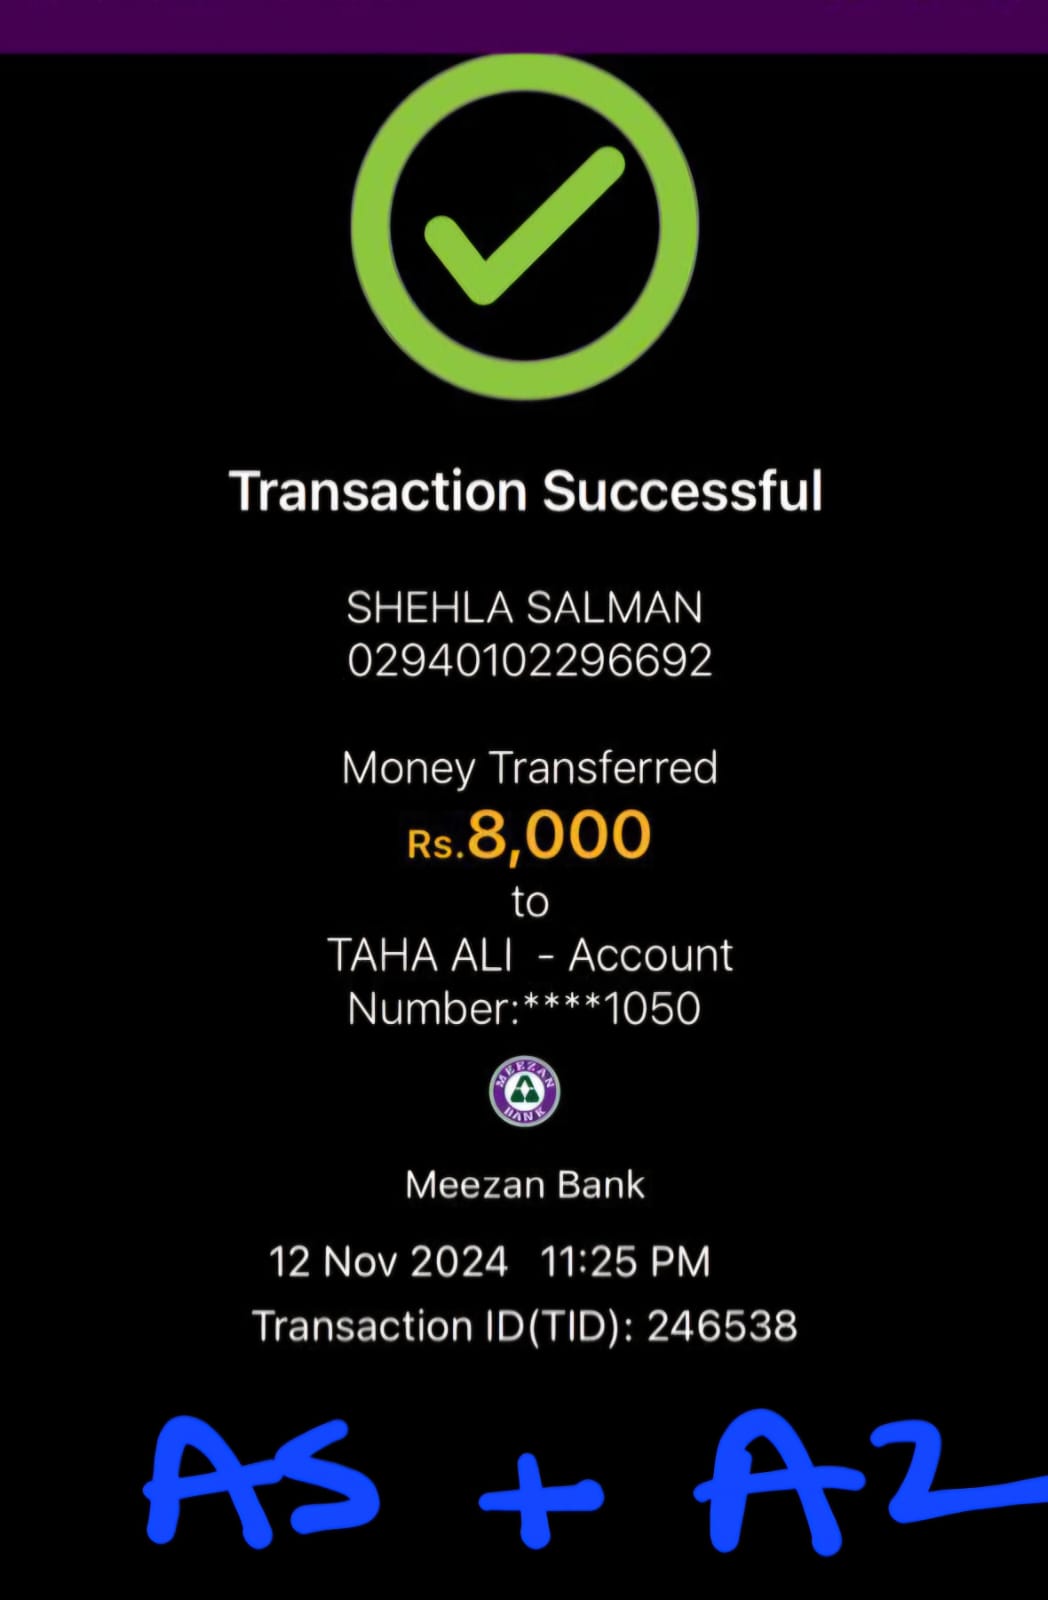 Transaction Successful
SHEHLA SALMAN
02940102296692
Money Transferred
Rs.8,000
to
TAHA ALI - Account
Number:****1050
MEEZAN
BANK
Meezan Bank
12 Nov 2024 11:25 PM
Transaction ID(TID): 246538
AS + AZ